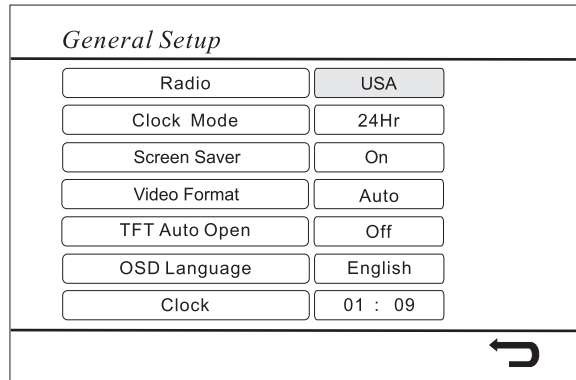 General Setup
Radio USA
Clock Mode 24Hr
Screen Saver On
Video Format Auto
TFT Auto Open Off
OSD Language English
Clock 01 : 09